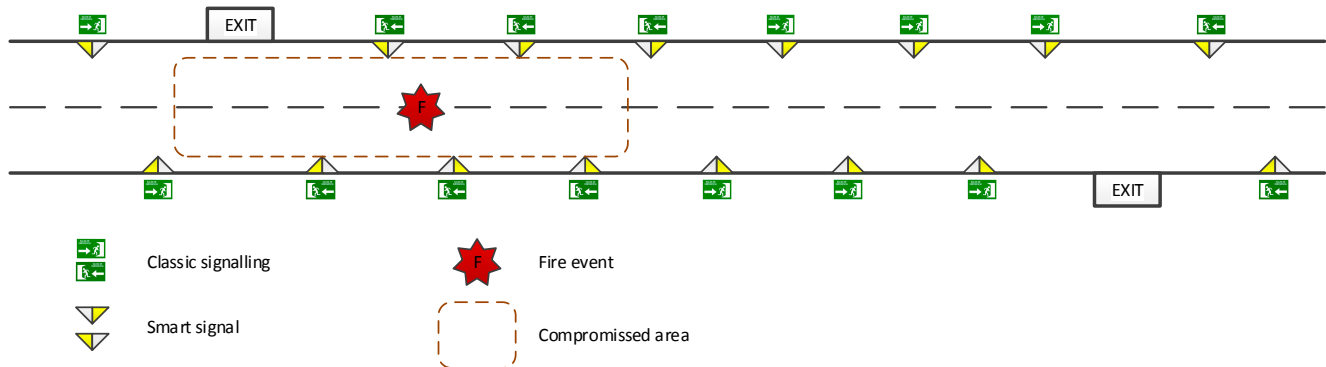 EXIT
F
EXIT
Classic signalling
F
Fire event
Smart signal
Compromissed area